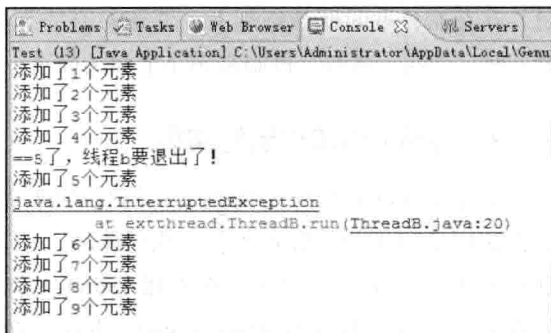 Problems Tasks Web Browser Console Servers
Test (13) [Java Application] C:\Users\Administrator\AppData\Local\Genu
添加了1个元素
添加了2个元素
添加了3个元素
添加了4个元素
==5了，线程b要退出了！
添加了5个元素
java.lang.InterruptedException
at extthread.ThreadB.run(ThreadB.java:20)
添加了6个元素
添加了7个元素
添加了8个元素
添加了9个元素